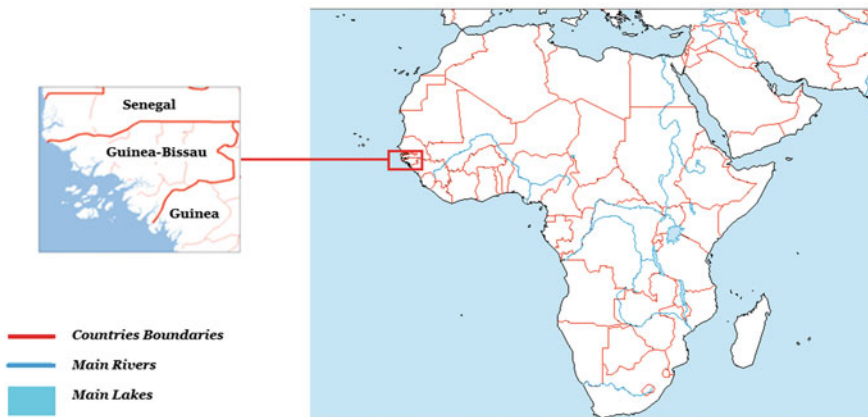 Senegal
Guinea-Bissau
Guinea
Countries Boundaries
Main Rivers
Main Lakes